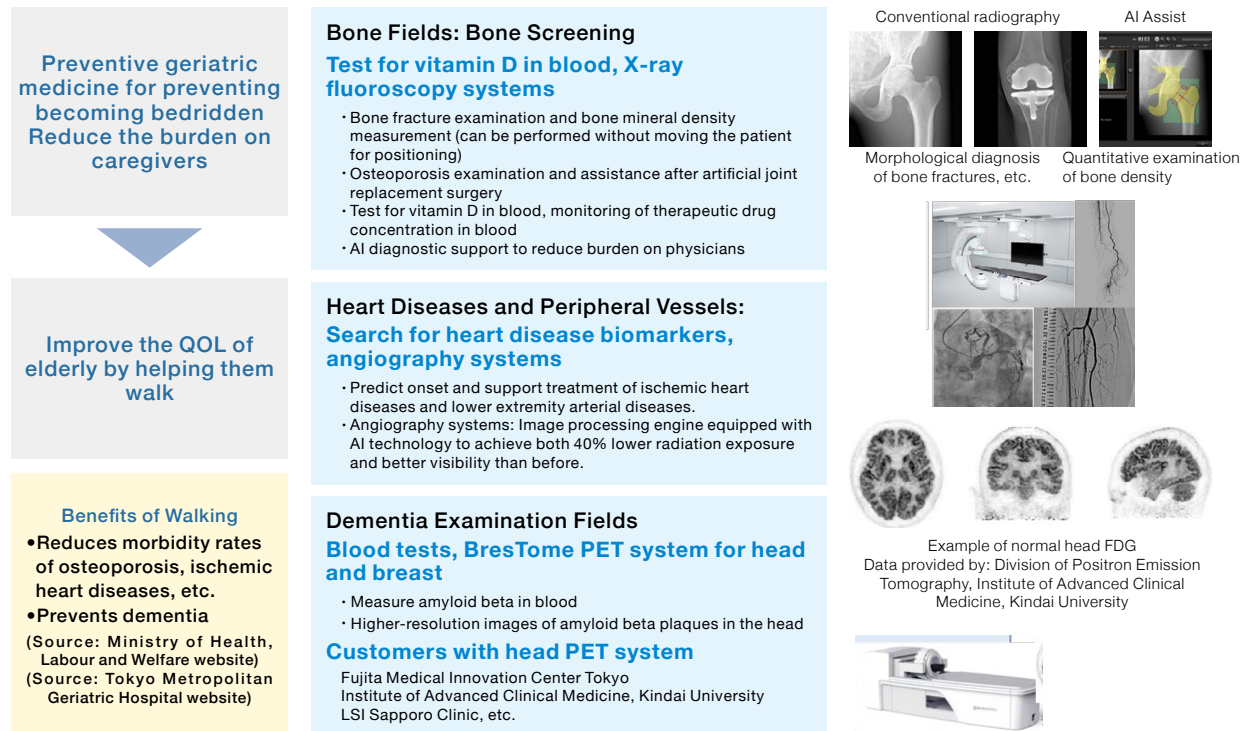 Preventive geriatric
medicine for preventing
becoming bedridden
Reduce the burden on
caregivers
Improve the QOL of
elderly by helping them
walk
Benefits of Walking
•Reduces morbidity rates
of osteoporosis, ischemic
heart diseases, etc.
•Prevents dementia
(Source: Ministry of Health,
Labour and Welfare website)
(Source: Tokyo Metropolitan
Geriatric Hospital website)
Bone Fields: Bone Screening
Test for vitamin D in blood, X-ray
fluoroscopy systems
・Bone fracture examination and bone mineral density
measurement (can be performed without moving the patient
for positioning)
・Osteoporosis examination and assistance after artificial joint
replacement surgery
・Test for vitamin D in blood, monitoring of therapeutic drug
concentration in blood
・AI diagnostic support to reduce burden on physicians
Heart Diseases and Peripheral Vessels:
Search for heart disease biomarkers,
angiography systems
・Predict onset and support treatment of ischemic heart
diseases and lower extremity arterial diseases.
・Angiography systems: Image processing engine equipped with
AI technology to achieve both 40% lower radiation exposure
and better visibility than before.
Dementia Examination Fields
Blood tests, BresTome PET system for head
and breast
・Measure amyloid beta in blood
・Higher-resolution images of amyloid beta plaques in the head
Customers with head PET system
Fujita Medical Innovation Center Tokyo
Institute of Advanced Clinical Medicine, Kindai University
LSI Sapporo Clinic, etc.
Conventional radiography
AI Assist
Morphological diagnosis
of bone fractures, etc.
Quantitative examination
of bone density
Example of normal head FDG
Data provided by: Division of Positron Emission
Tomography, Institute of Advanced Clinical
Medicine, Kindai University